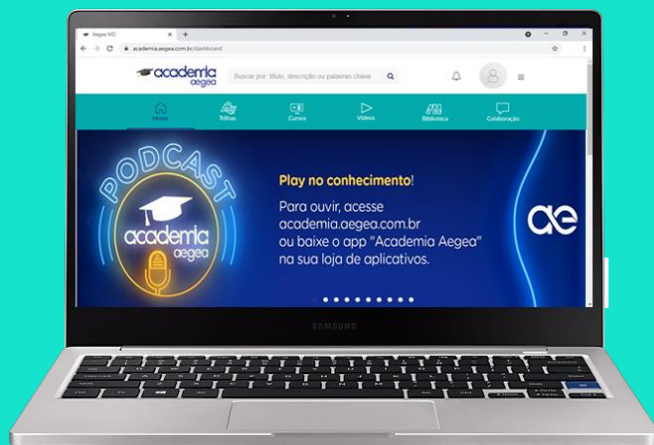 Aegea MD
academia.aegea.com.br/dashboard
academia
aegea
Buscar por: título, descrição ou palavras chave
Home
Trilhas
Cursos
Vídeos
Biblioteca
Colaboração
PODCAST
academia
aegea
Play no conhecimento!
Para ouvir, acesse
academia.aegea.com.br
ou baixe o app "Academia Aegea"
na sua loja de aplicativos.
ae
SAMSUNG